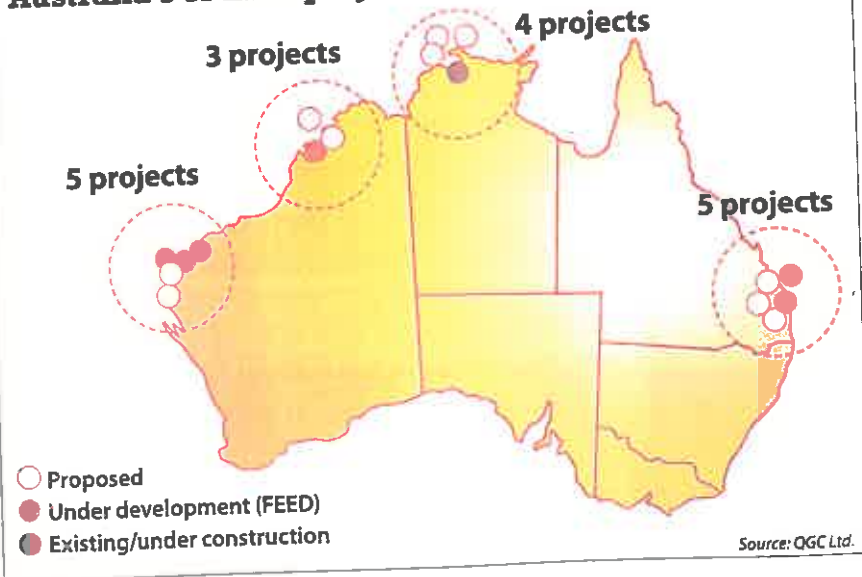 4 projects
3 projects
5 projects
5 projects
Proposed
Under development (FEED)
Existing/under construction
Source: QGC Ltd.